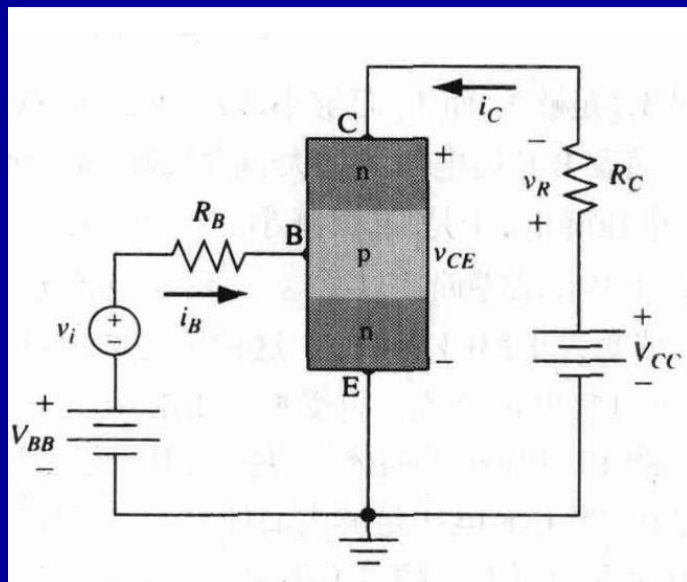 i_C
C
n
+
−
v_R
R_C
+
R_B
B
p
v_CE
i_B
v_i
+
−
n
−
+
V_CC
−
E
+
V_BB
−